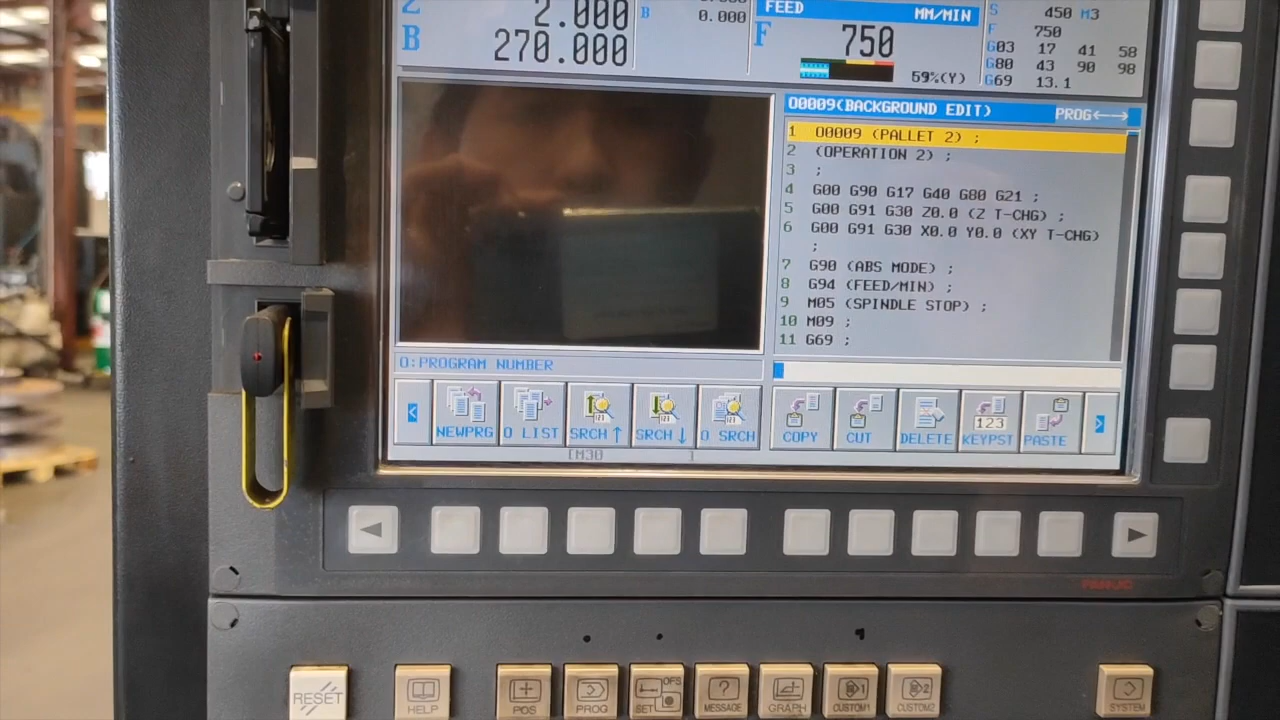 Z 2.000
B 270.000
B 0.000
FEED MM/MIN
F 750
59%(Y)
S 450 M3
F 750
G03 17 41 58
G80 43 90 98
G69 13.1
O0009(BACKGROUND EDIT) PROG←→
1 O0009 (PALLET 2) ;
2 (OPERATION 2) ;
3 ;
4 G00 G90 G17 G40 G80 G21 ;
5 G00 G91 G30 Z0.0 (Z T-CHG) ;
6 G00 G91 G30 X0.0 Y0.0 (XY T-CHG)
;
7 G90 (ABS MODE) ;
8 G94 (FEED/MIN) ;
9 M05 (SPINDLE STOP) ;
10 M09 ;
11 G69 ;
O:PROGRAM NUMBER
< NEWPRG O LIST SRCH↑ SRCH↓ O SRCH COPY CUT DELETE 123 KEYPST PASTE >
[M30 ]
FANUC
RESET HELP POS PROG OFS SET MESSAGE GRAPH CUSTOM1 CUSTOM2 SYSTEM